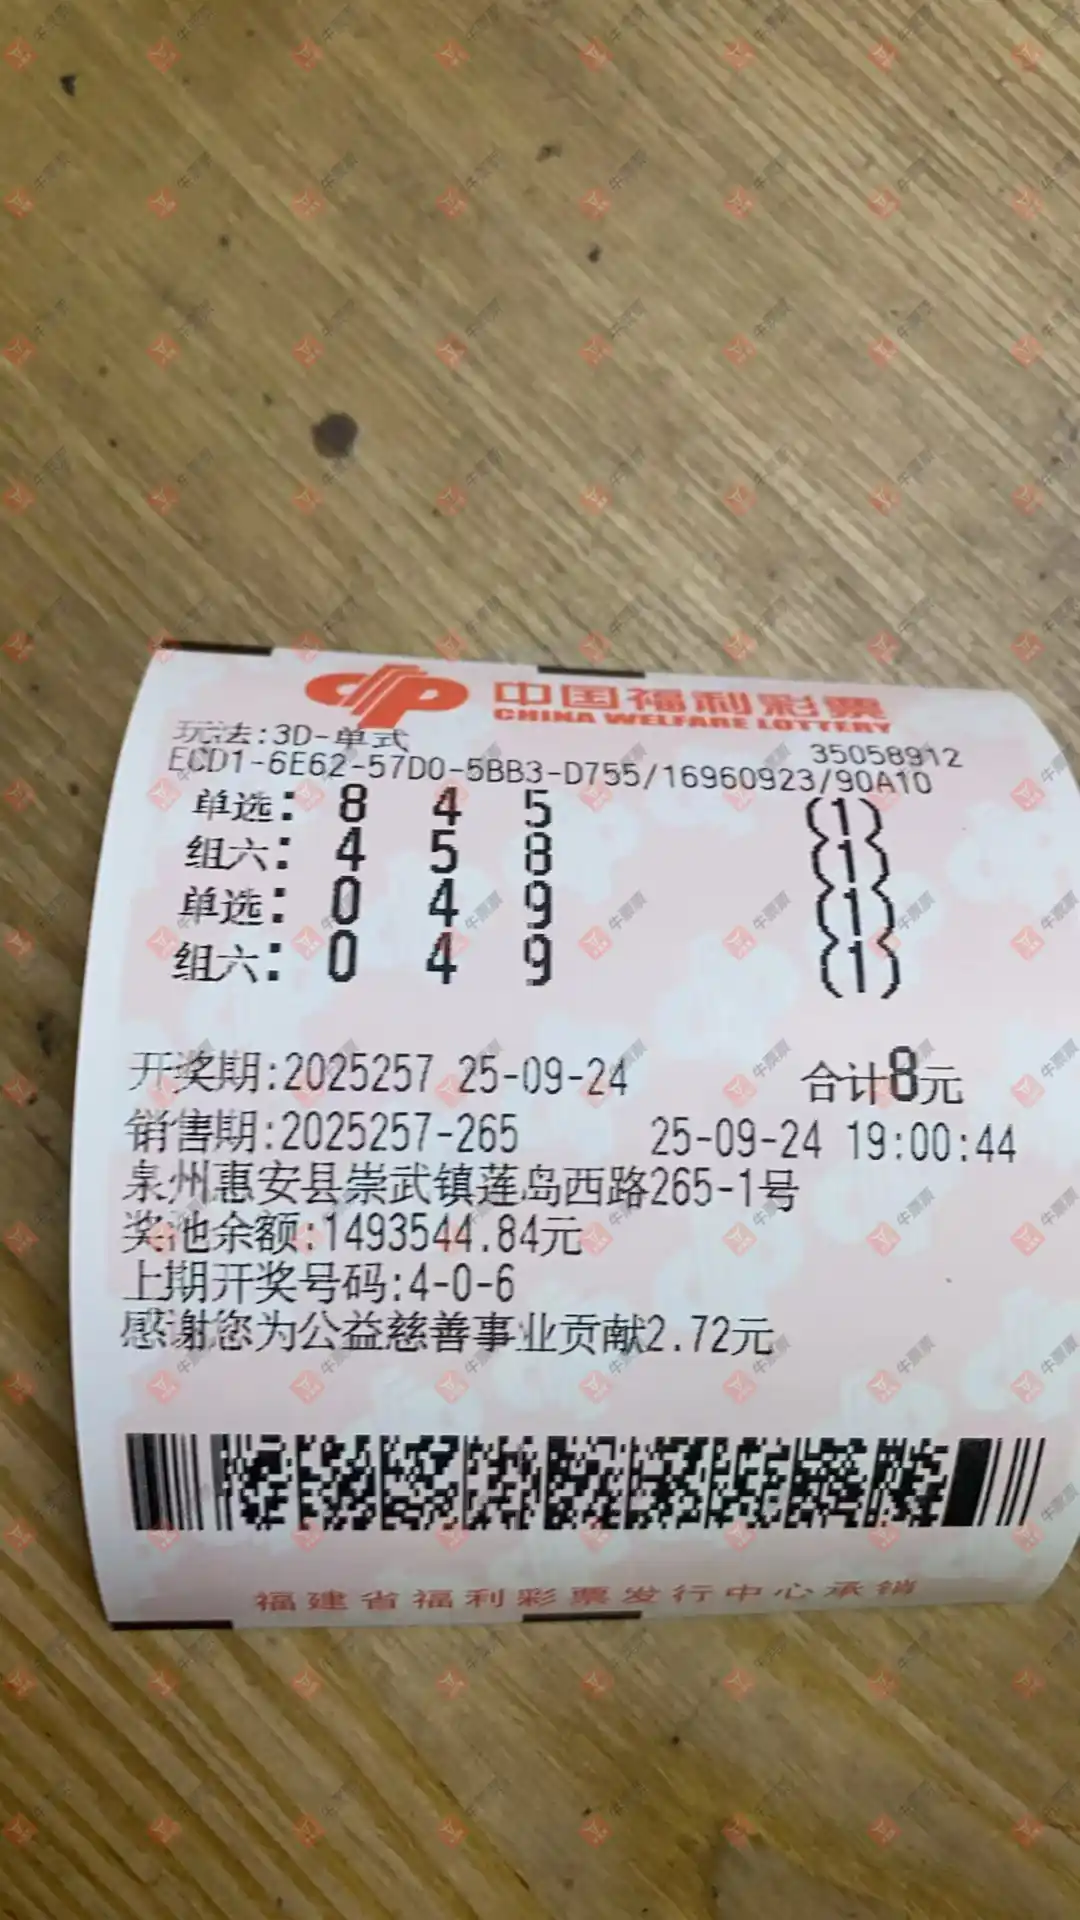 中国福利彩票
CHINA WELFARE LOTTERY
玩法:3D-单式
35058912
ECD1-6E62-57D0-5BB3-D755/16960923/90A10
单选: 8 4 5 (1)
组六: 4 5 8 (1)
单选: 0 4 9 (1)
组六: 0 4 9 (1)
开奖期:2025257 25-09-24 合计8元
销售期:2025257-265 25-09-24 19:00:44
泉州惠安县崇武镇莲岛西路265-1号
奖池余额:1493544.84元
上期开奖号码:4-0-6
感谢您为公益慈善事业贡献2.72元
福建省福利彩票发行中心承销
牛票票